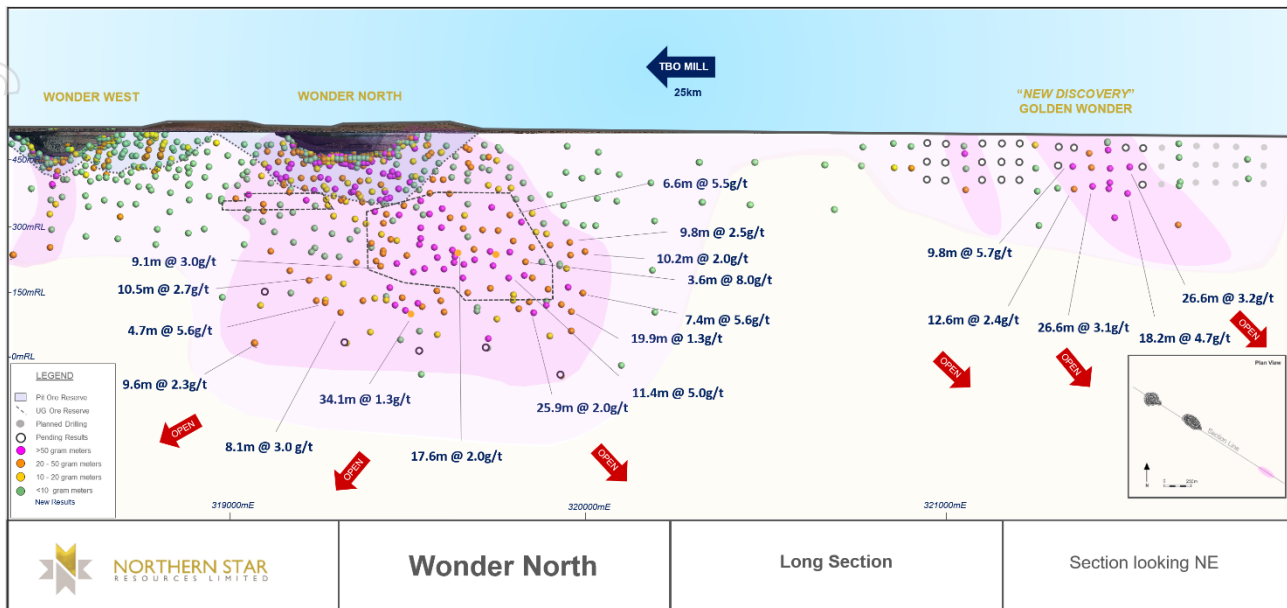 TBO MILL
25km
WONDER WEST
WONDER NORTH
"NEW DISCOVERY"
GOLDEN WONDER
450mRL
300mRL
150mRL
0mRL
6.6m @ 5.5g/t
9.8m @ 2.5g/t
10.2m @ 2.0g/t
3.6m @ 8.0g/t
7.4m @ 5.6g/t
19.9m @ 1.3g/t
11.4m @ 5.0g/t
25.9m @ 2.0g/t
17.6m @ 2.0g/t
34.1m @ 1.3g/t
8.1m @ 3.0 g/t
9.6m @ 2.3g/t
4.7m @ 5.6g/t
10.5m @ 2.7g/t
9.1m @ 3.0g/t
9.8m @ 5.7g/t
12.6m @ 2.4g/t
26.6m @ 3.1g/t
18.2m @ 4.7g/t
26.6m @ 3.2g/t
OPEN
OPEN
OPEN
OPEN
OPEN
OPEN
LEGEND
Pit Ore Reserve
UG Ore Reserve
Planned Drilling
Pending Results
>50 gram meters
20 - 50 gram meters
10 - 20 gram meters
<10 gram meters
New Results
Plan View
Section Line
N
319000mE
320000mE
321000mE
NORTHERN STAR
RESOURCES LIMITED
Wonder North
Long Section
Section looking NE